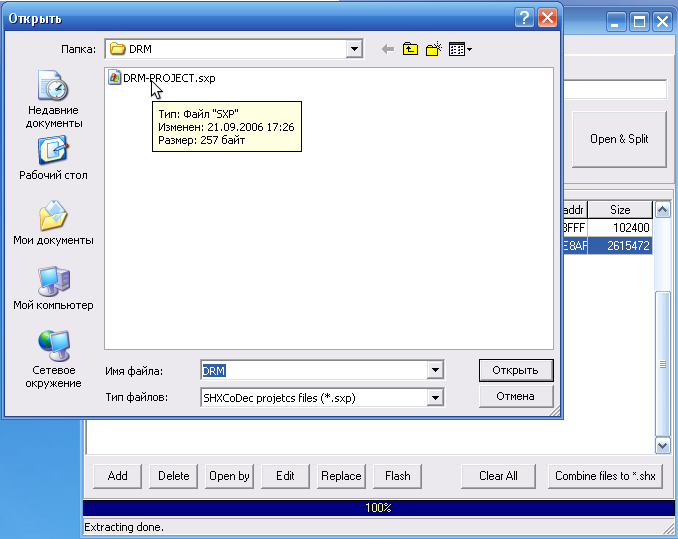 Открыть
Папка:
DRM
DRM-PROJECT.sxp
Тип: Файл "SXP"
Изменен: 21.09.2006 17:26
Размер: 257 байт
Недавние
документы
Рабочий стол
Мои документы
Мой компьютер
Сетевое
окружение
Имя файла:
DRM
Открыть
Тип файлов:
SHXCoDec projetcs files (*.sxp)
Отмена
Open & Split
addr
Size
8FFF
102400
E8AF
2615472
Add
Delete
Open by
Edit
Replace
Flash
Clear All
Combine files to *.shx
100%
Extracting done.